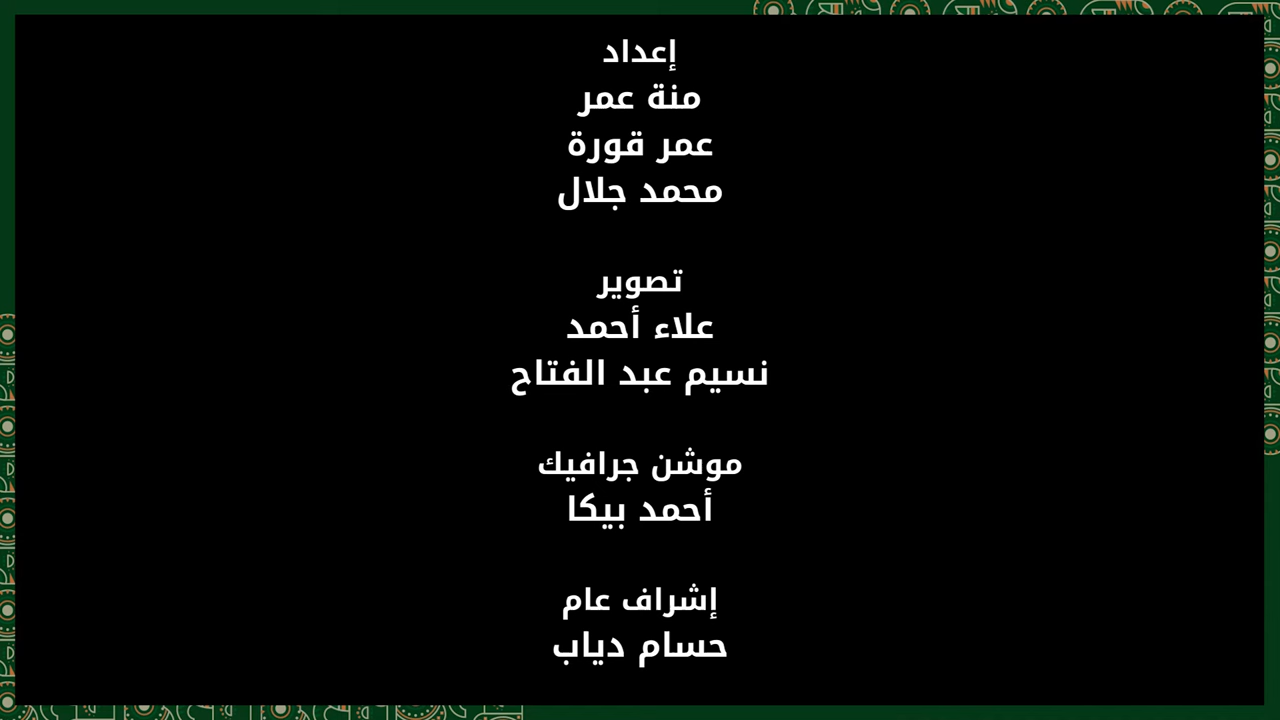 إعداد
منة عمر
عمر قورة
محمد جلال
تصوير
علاء أحمد
نسيم عبد الفتاح
موشن جرافيك
أحمد بيكا
إشراف عام
حسام دياب